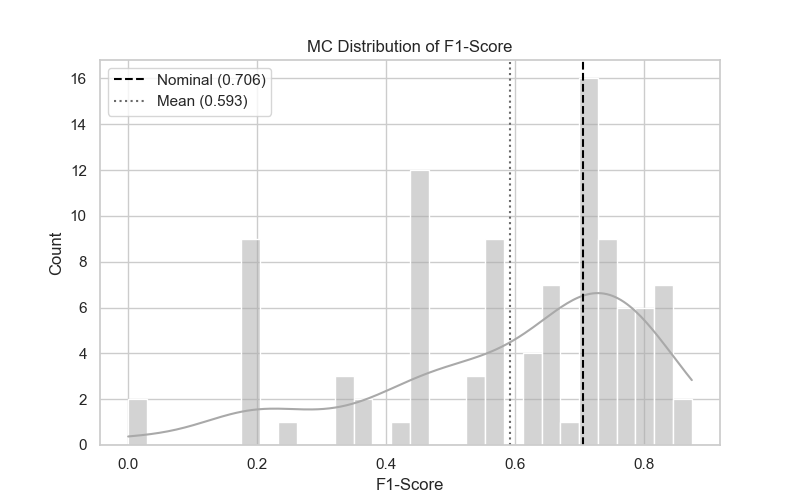 MC Distribution of F1-Score
Nominal (0.706)
Mean (0.593)
16
14
12
10
8
6
4
2
0
Count
0.0
0.2
0.4
0.6
0.8
F1-Score